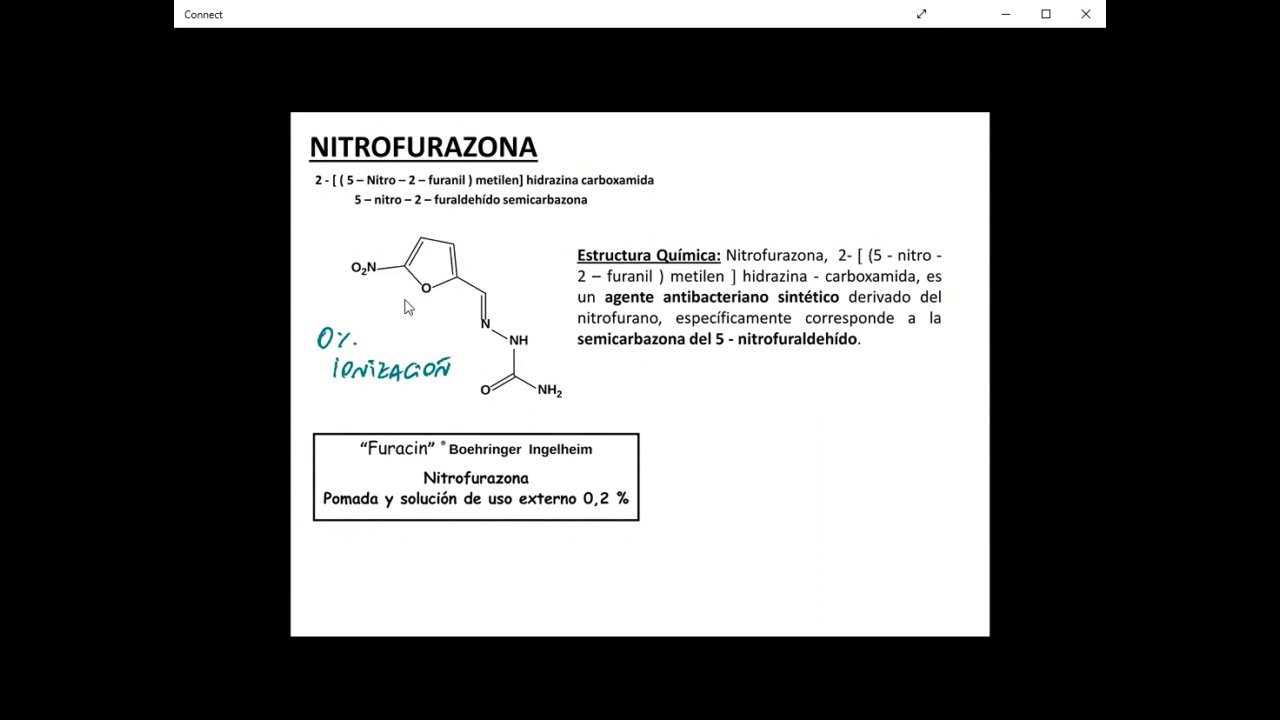 Connect
NITROFURAZONA
2 - [ ( 5 – Nitro – 2 – furanil ) metilen] hidrazina carboxamida
5 – nitro – 2 – furaldehído semicarbazona
O2N
O
N
NH
O
NH2
0%
IONIZACIÓN
Estructura Química: Nitrofurazona, 2- [ (5 - nitro -
2 – furanil ) metilen ] hidrazina - carboxamida, es
un agente antibacteriano sintético derivado del
nitrofurano, específicamente corresponde a la
semicarbazona del 5 - nitrofuraldehído.
“Furacin” ® Boehringer Ingelheim
Nitrofurazona
Pomada y solución de uso externo 0,2 %